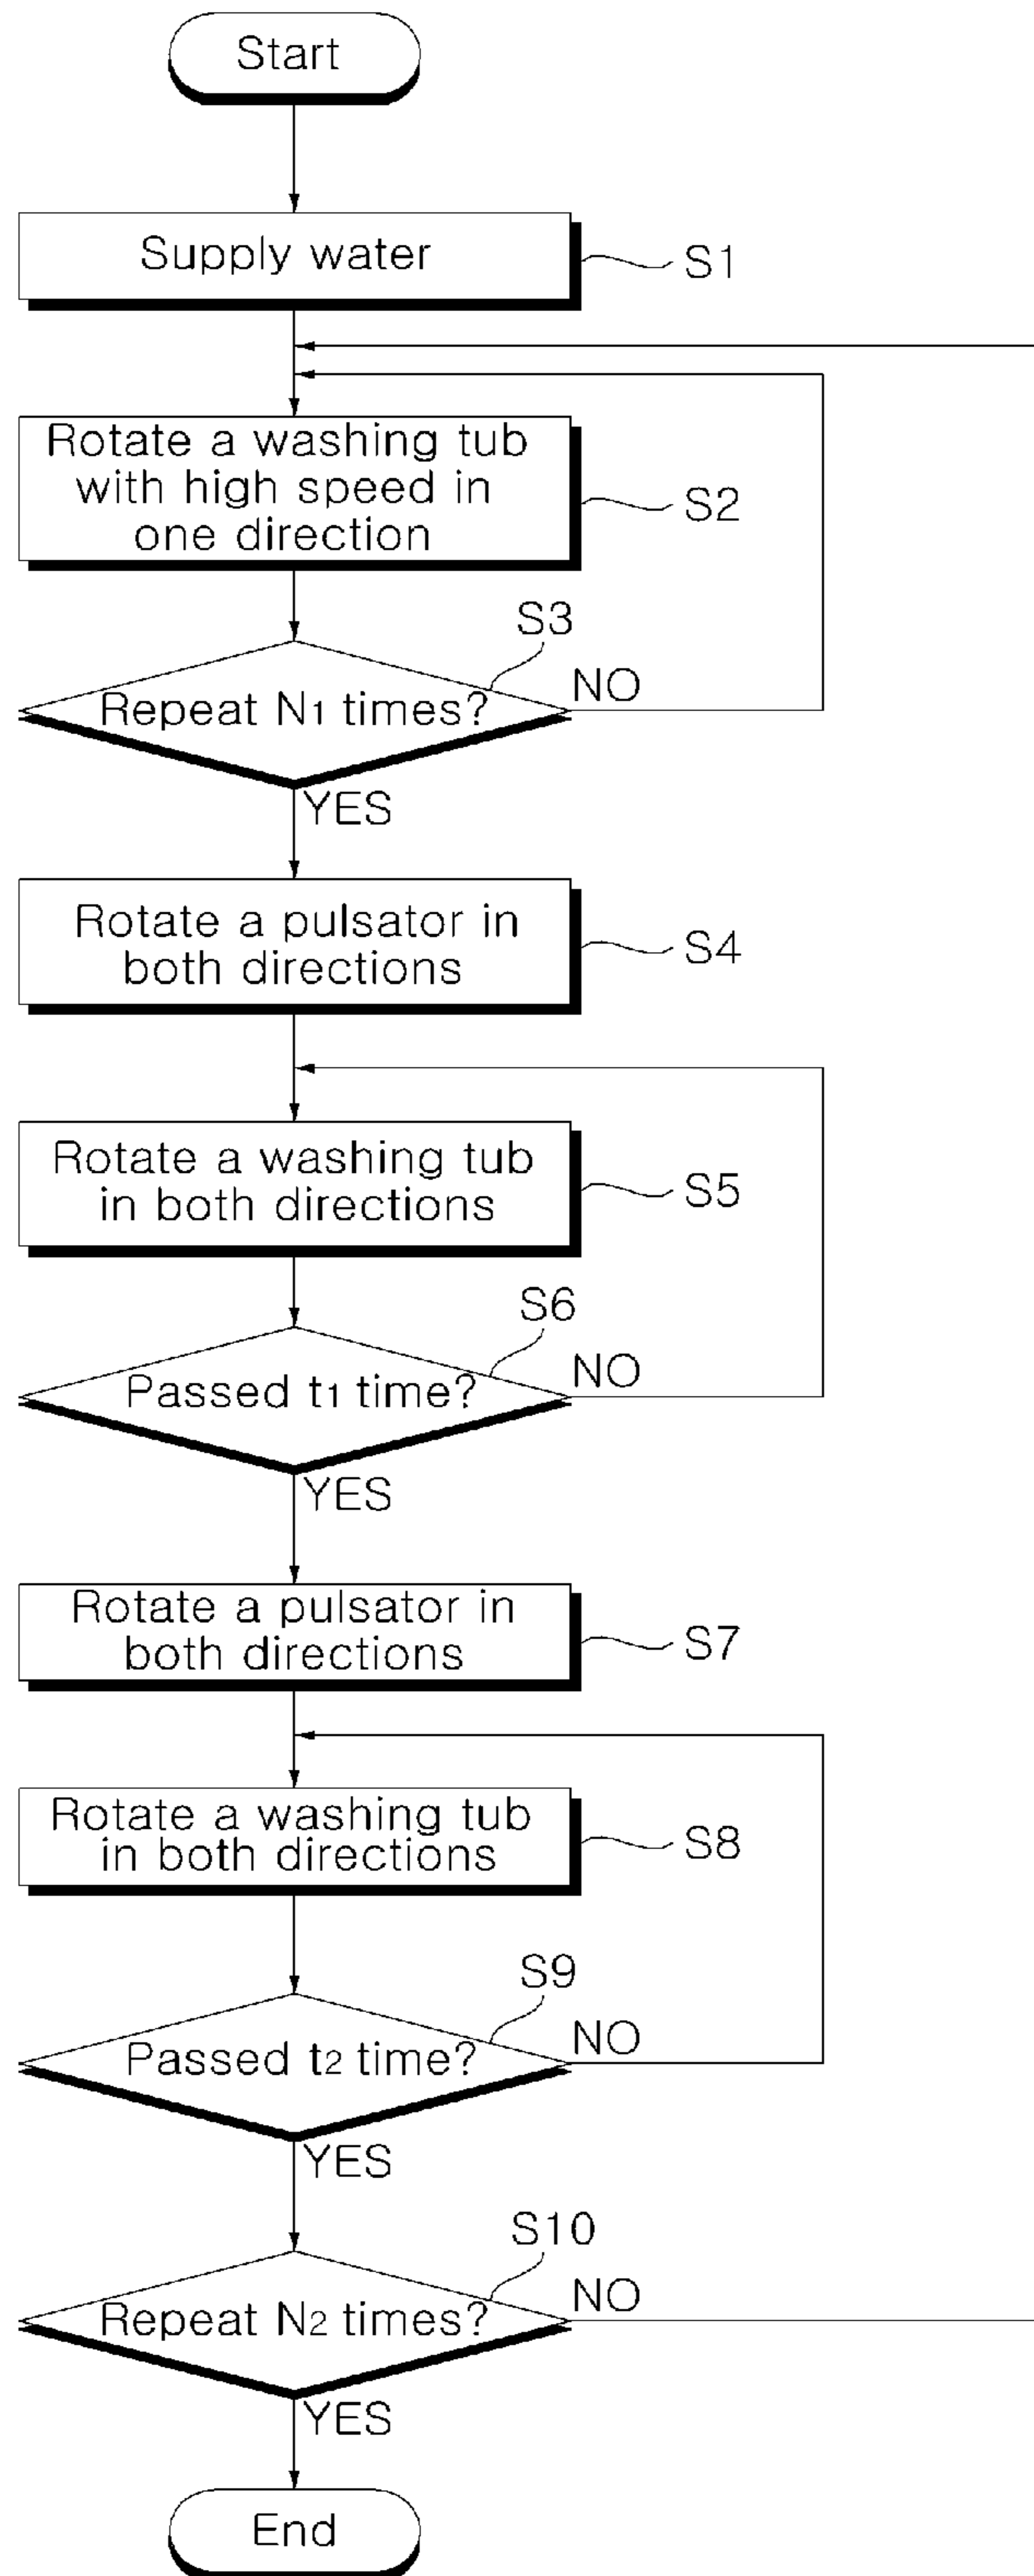 Start
Supply water
S1
Rotate a washing tub
with high speed in
one direction
S2
S3
Repeat N1 times?
NO
YES
Rotate a pulsator in
both directions
S4
Rotate a washing tub
in both directions
S5
S6
Passed t1 time?
NO
YES
Rotate a pulsator in
both directions
S7
Rotate a washing tub
in both directions
S8
S9
Passed t2 time?
NO
YES
S10
Repeat N2 times?
NO
YES
End